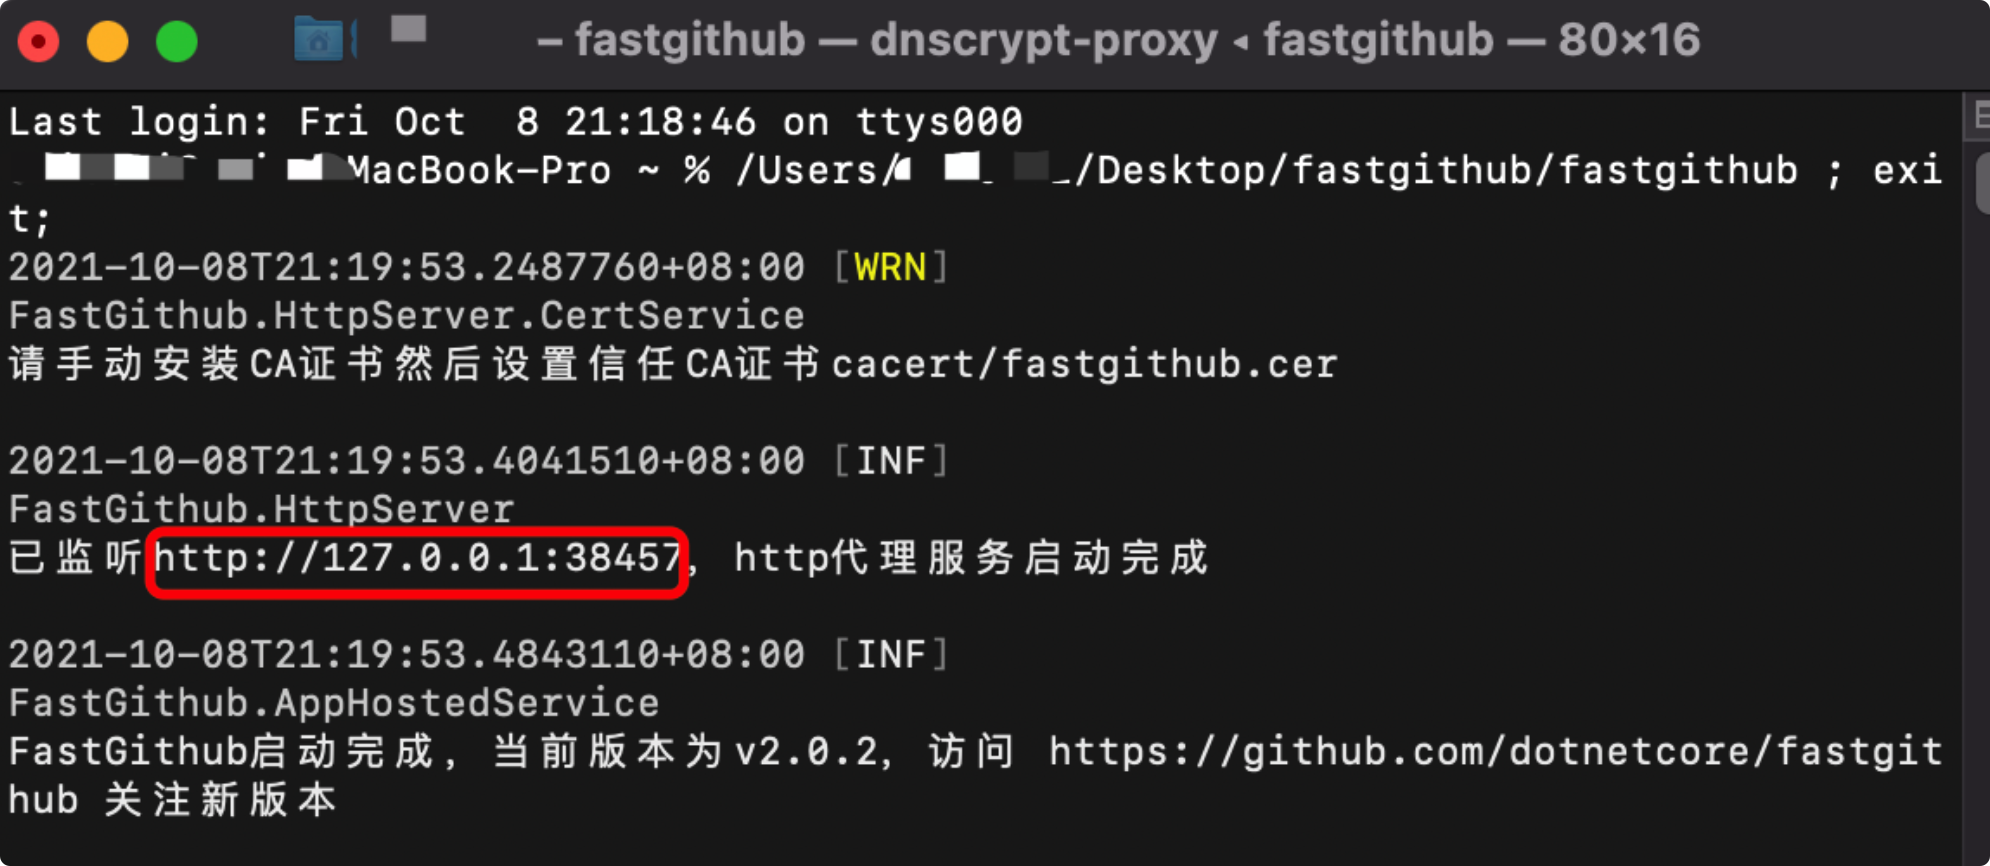 – fastgithub — dnscrypt-proxy ◂ fastgithub — 80×16
Last login: Fri Oct  8 21:18:46 on ttys000
MacBook-Pro ~ % /Users/ /Desktop/fastgithub/fastgithub ; exi
t;
2021-10-08T21:19:53.2487760+08:00 [WRN]
FastGithub.HttpServer.CertService
请手动安装CA证书然后设置信任CA证书cacert/fastgithub.cer
2021-10-08T21:19:53.4041510+08:00 [INF]
FastGithub.HttpServer
已监听http://127.0.0.1:38457，http代理服务启动完成
2021-10-08T21:19:53.4843110+08:00 [INF]
FastGithub.AppHostedService
FastGithub启动完成，当前版本为v2.0.2，访问 https://github.com/dotnetcore/fastgit
hub 关注新版本